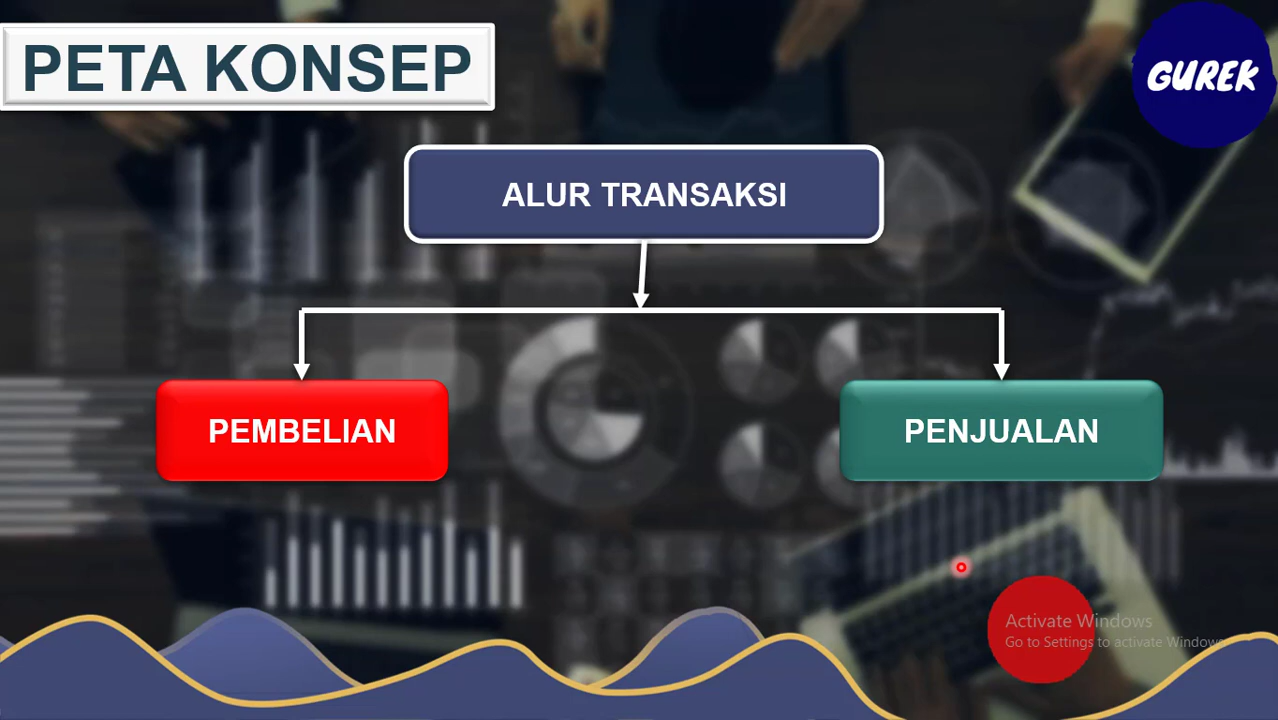 PETA KONSEP
GUREK
ALUR TRANSAKSI
PEMBELIAN
PENJUALAN
Activate Windows
Go to Settings to activate Windows.